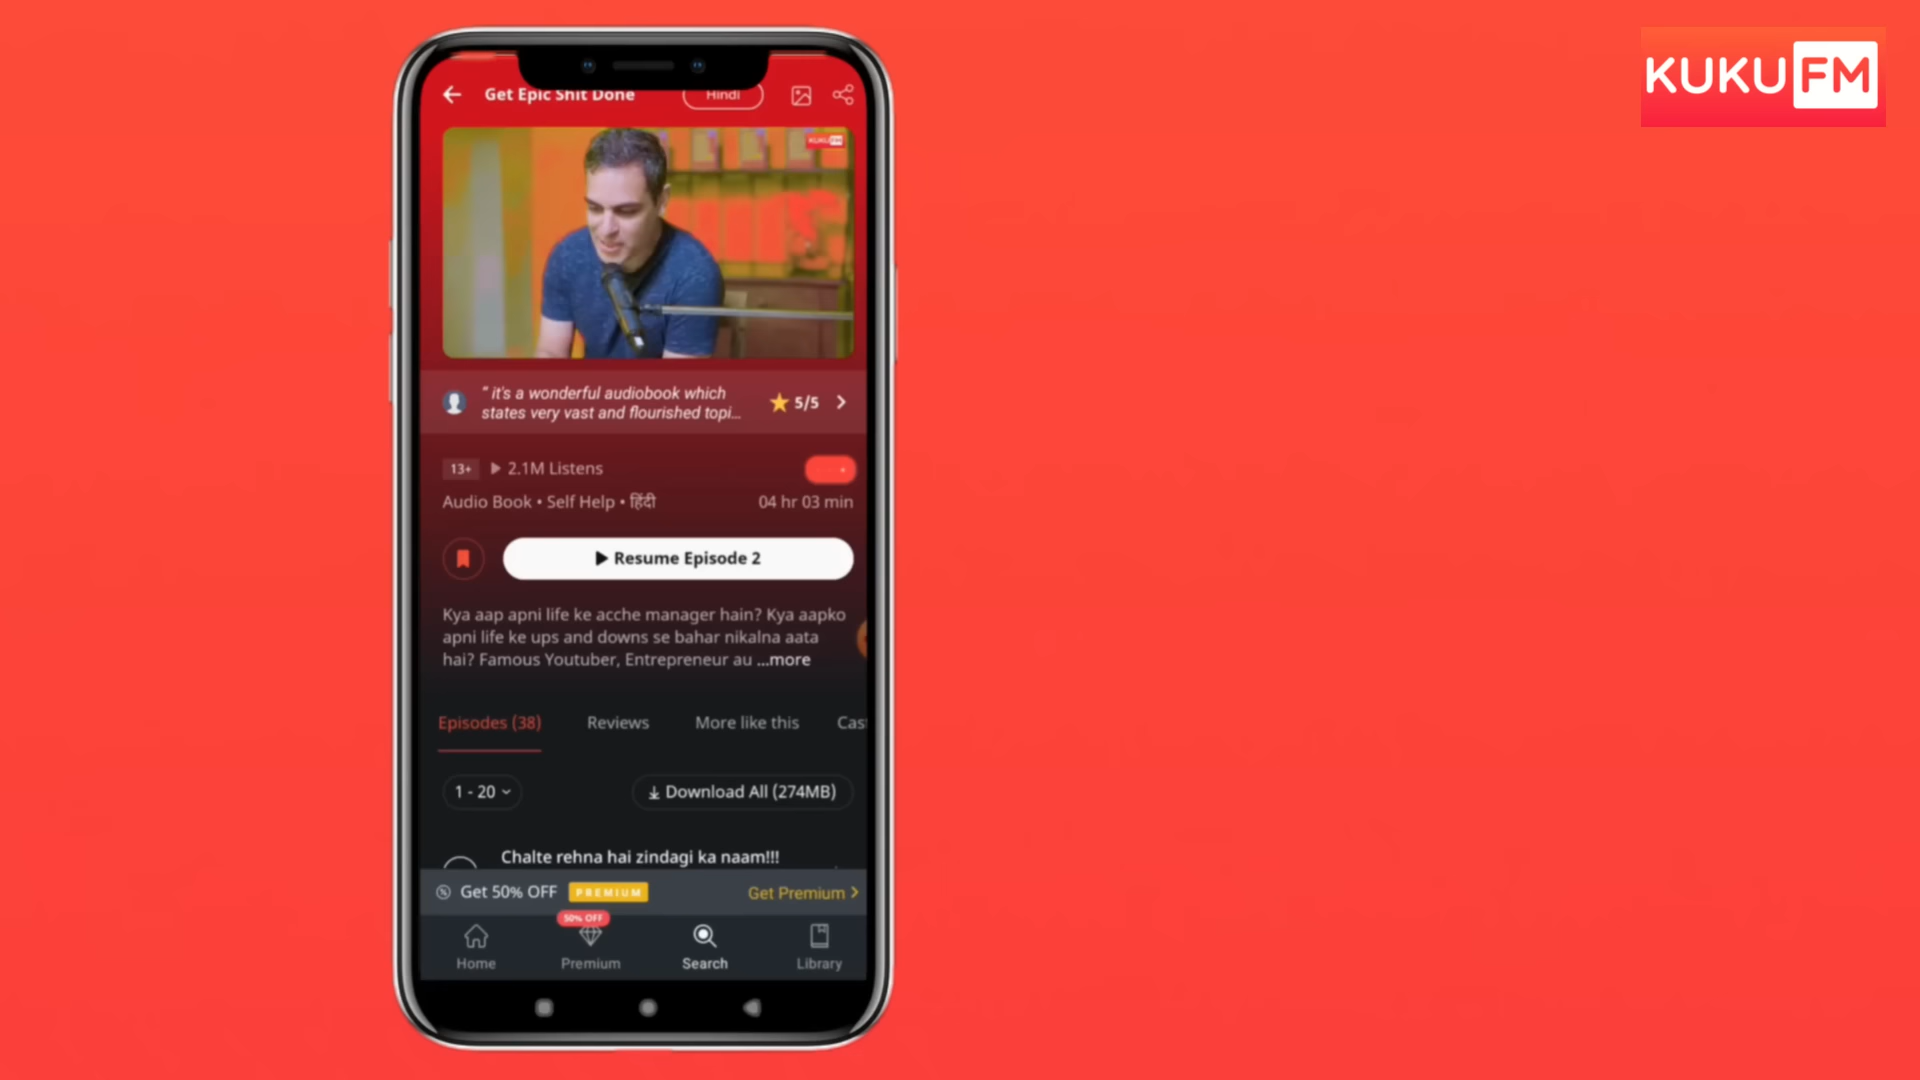 KUKU FM
Get Epic Shit Done
Hindi
KUKU FM
“ it's a wonderful audiobook which
states very vast and flourished topi...
5/5
13+
2.1M Listens
Audio Book • Self Help • हिंदी
04 hr 03 min
Resume Episode 2
Kya aap apni life ke acche manager hain? Kya aapko
apni life ke ups and downs se bahar nikalna aata
hai? Famous Youtuber, Entrepreneur au ...more
Episodes (38)
Reviews
More like this
Cas
1 - 20
Download All (274MB)
Chalte rehna hai zindagi ka naam!!!
Get 50% OFF
PREMIUM
Get Premium >
50% OFF
Home
Premium
Search
Library